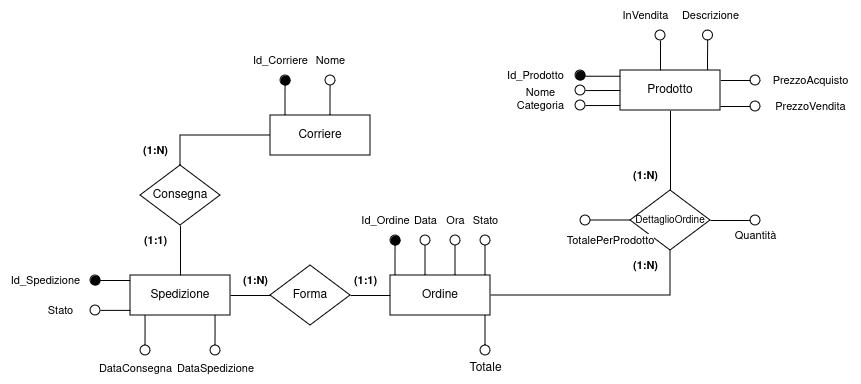 InVendita Descrizione
Id_Corriere Nome
Id_Prodotto
Nome
Categoria
Prodotto
PrezzoAcquisto
PrezzoVendita
Corriere
(1:N)
(1:N)
Consegna
DettaglioOrdine
TotalePerProdotto
Quantità
(1:1)
(1:N)
Id_Ordine Data Ora Stato
Id_Spedizione
Stato
Spedizione
(1:N)
Forma
(1:1)
Ordine
DataConsegna DataSpedizione
Totale